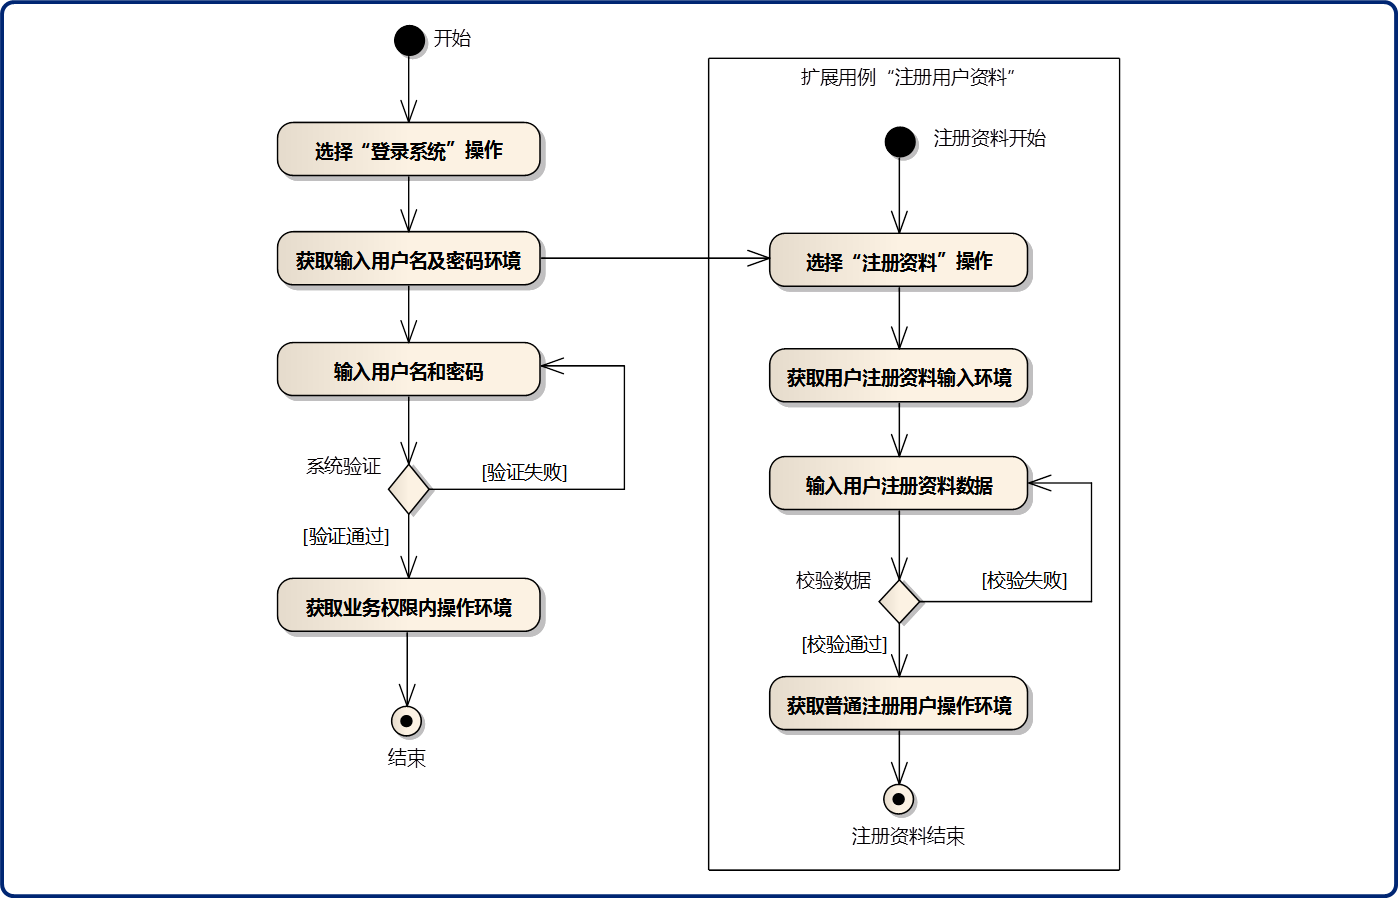 开始
选择“登录系统”操作
获取输入用户名及密码环境
输入用户名和密码
系统验证
[验证失败]
[验证通过]
获取业务权限内操作环境
结束
扩展用例“注册用户资料”
注册资料开始
选择“注册资料”操作
获取用户注册资料输入环境
输入用户注册资料数据
校验数据
[校验失败]
[校验通过]
获取普通注册用户操作环境
注册资料结束